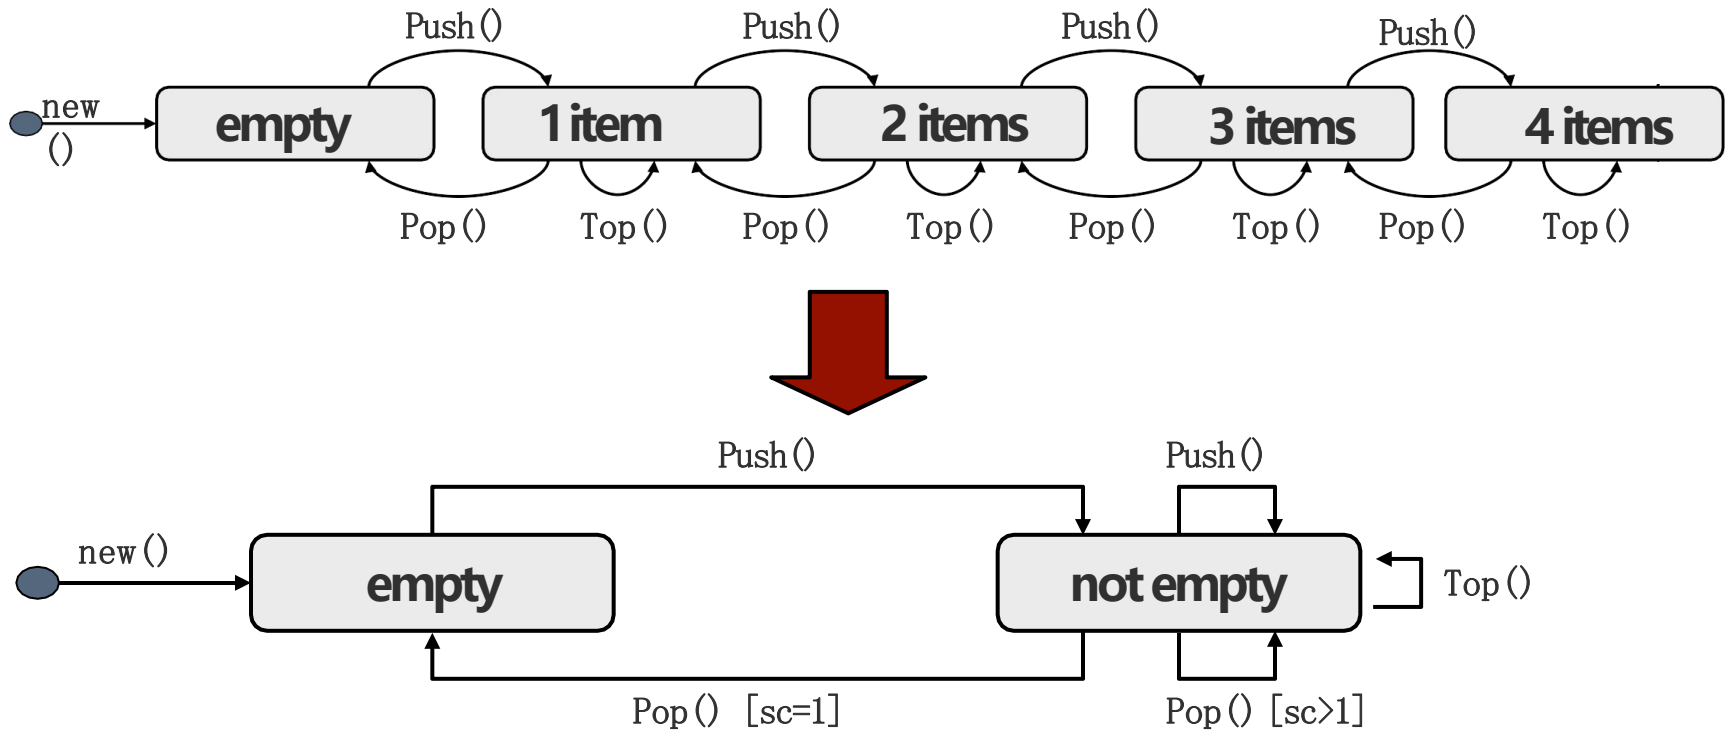 Push()
Push()
Push()
Push()
new
()
empty
1 item
2 items
3 items
4 items
Pop()
Top()
Pop()
Top()
Pop()
Top()
Pop()
Top()
Push()
Push()
new()
empty
not empty
Top()
Pop() [sc=1]
Pop() [sc>1]